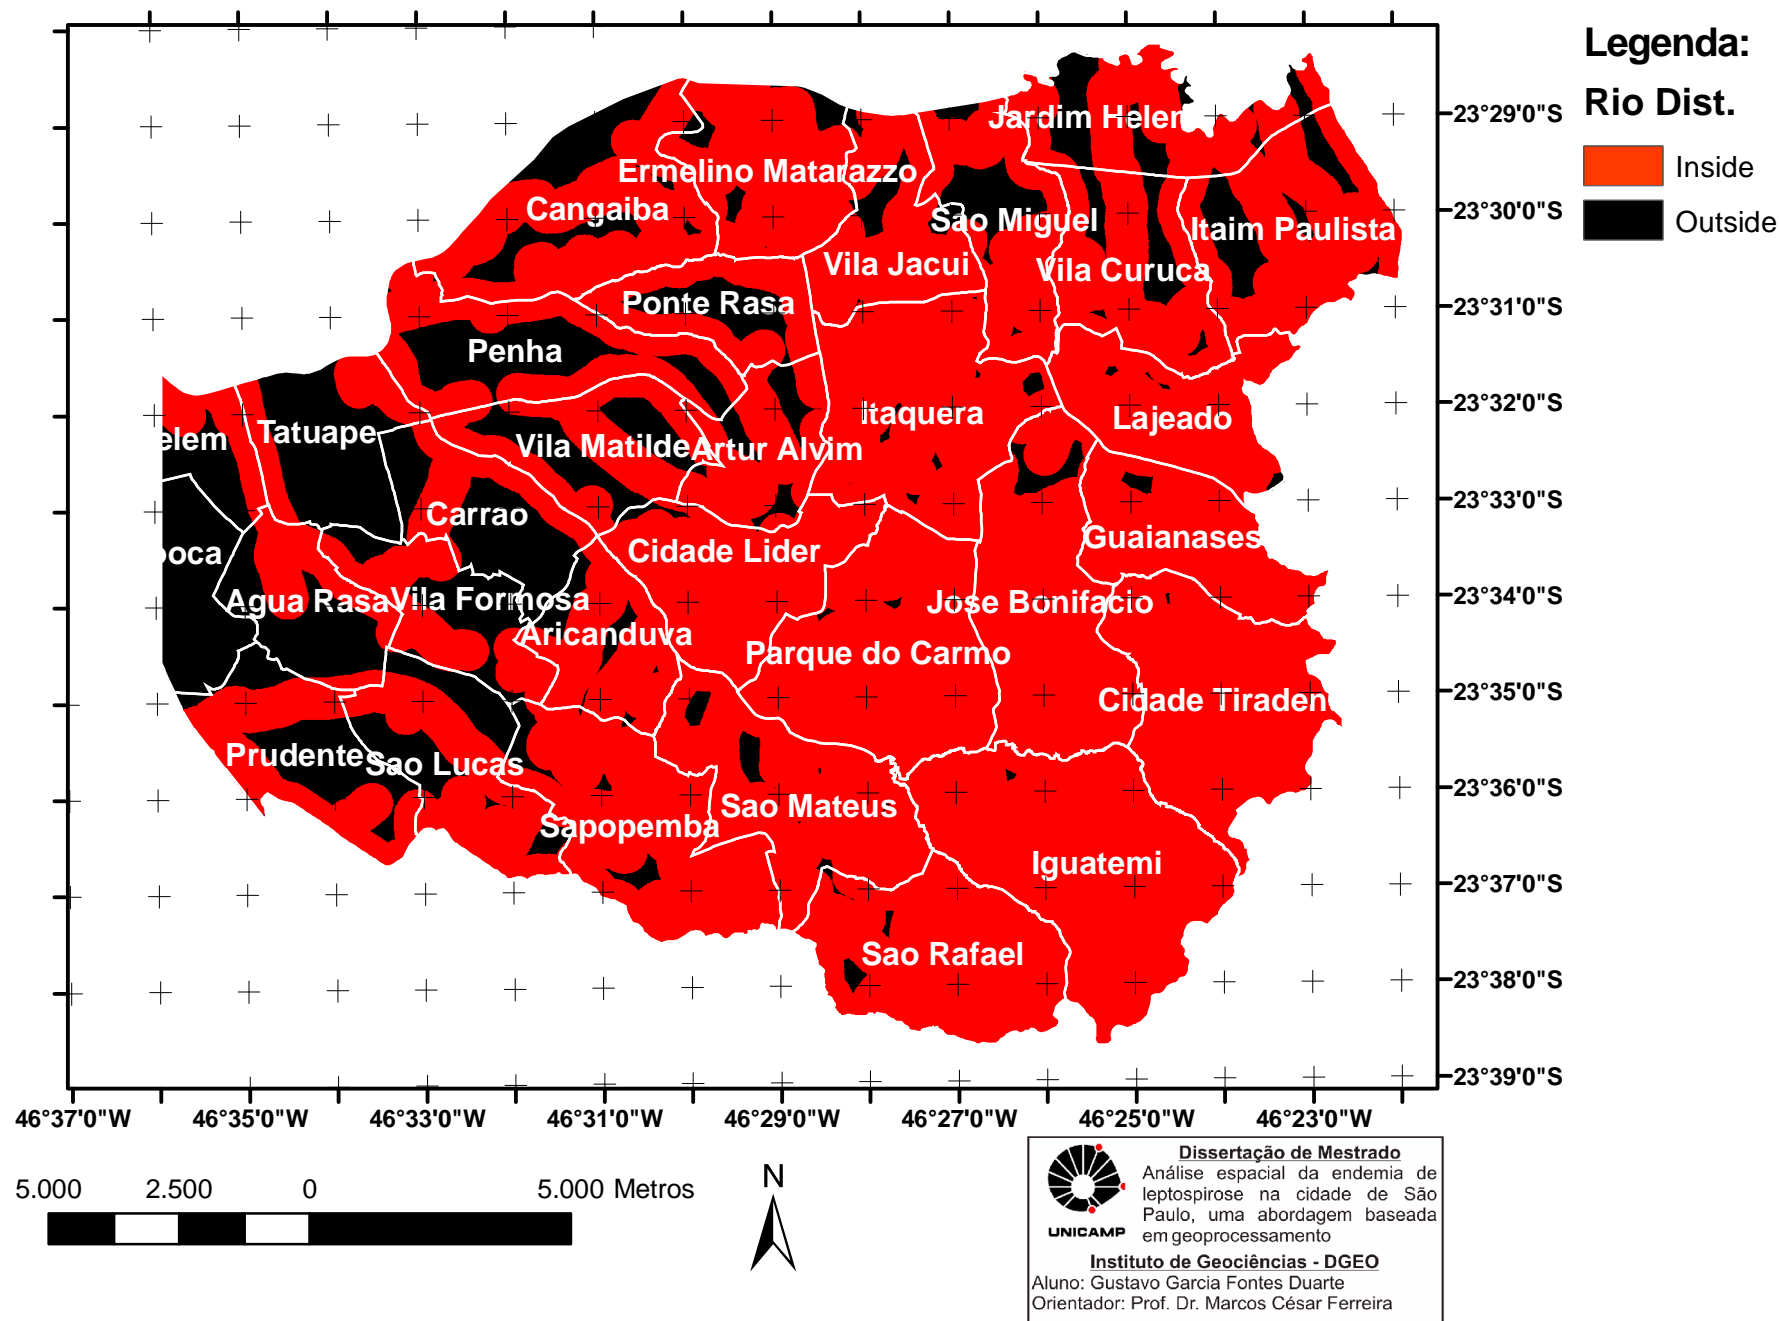 Legenda:
Rio Dist.
Inside
Outside
Jardim Helen
Ermelino Matarazzo
Cangaiba
Sao Miguel
Itaim Paulista
Vila Jacui
Vila Curuca
Ponte Rasa
Penha
Itaquera
Lajeado
elem
Tatuape
Vila Matilde
Artur Alvim
Carrao
Cidade Lider
Guaianases
ooca
Agua Rasa
Vila Formosa
Aricanduva
Jose Bonifacio
Parque do Carmo
Cidade Tiraden
Prudente
Sao Lucas
Sao Mateus
Sapopemba
Iguatemi
Sao Rafael
23°29'0"S
23°30'0"S
23°31'0"S
23°32'0"S
23°33'0"S
23°34'0"S
23°35'0"S
23°36'0"S
23°37'0"S
23°38'0"S
23°39'0"S
46°37'0"W 46°35'0"W 46°33'0"W 46°31'0"W 46°29'0"W 46°27'0"W 46°25'0"W 46°23'0"W
5.000 2.500 0 5.000 Metros
N
UNICAMP
Dissertação de Mestrado
Análise espacial da endemia de
leptospirose na cidade de São
Paulo, uma abordagem baseada
em geoprocessamento
Instituto de Geociências - DGEO
Aluno: Gustavo Garcia Fontes Duarte
Orientador: Prof. Dr. Marcos César Ferreira